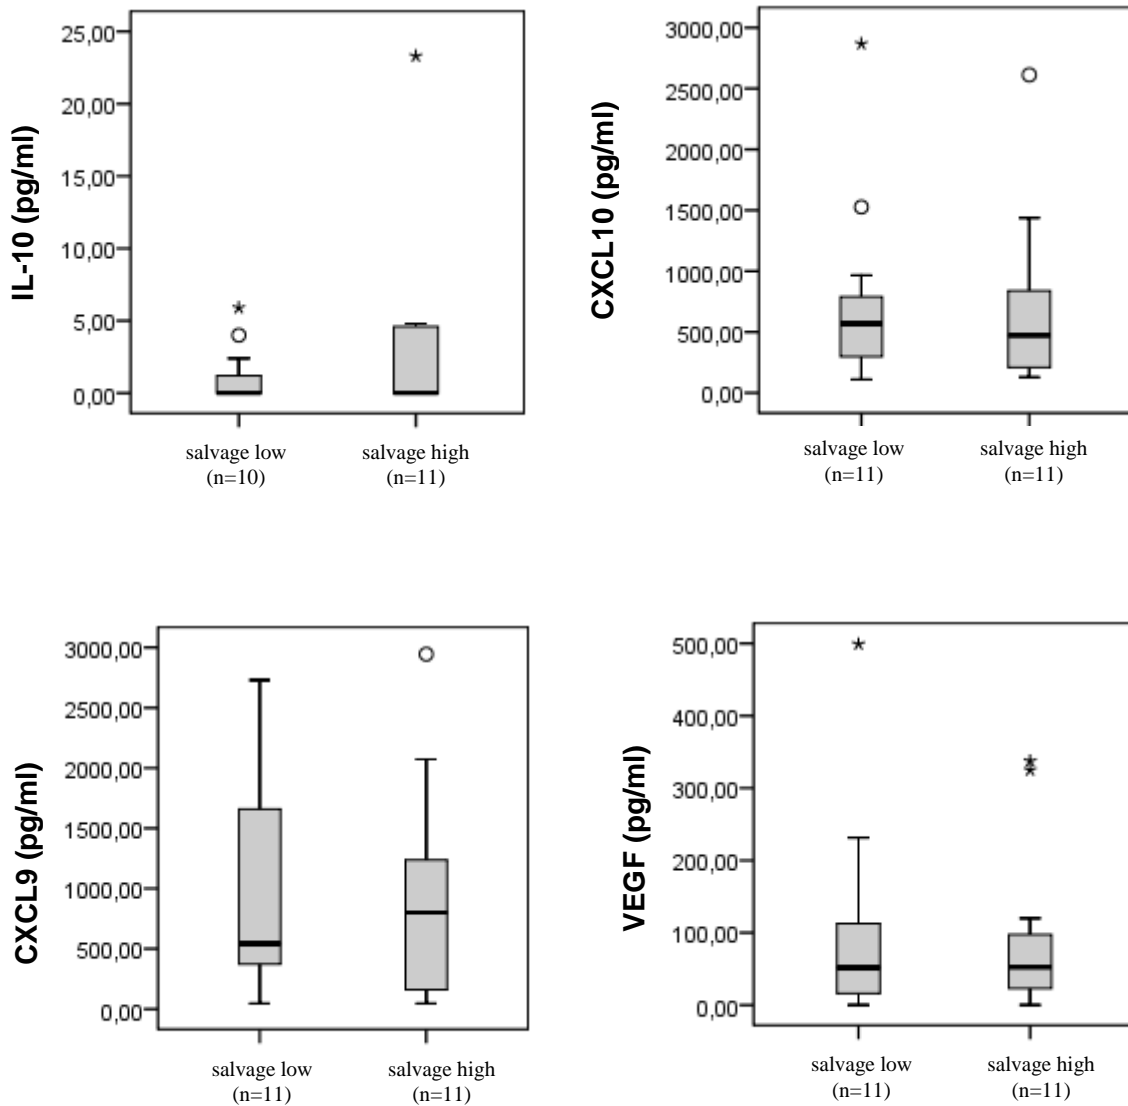 IL-10 (pg/ml)
25,00
20,00
15,00
10,00
5,00
0,00
salvage low
(n=10)
salvage high
(n=11)
CXCL10 (pg/ml)
3000,00
2500,00
2000,00
1500,00
1000,00
500,00
0,00
salvage low
(n=11)
salvage high
(n=11)
CXCL9 (pg/ml)
3000,00
2500,00
2000,00
1500,00
1000,00
500,00
0,00
salvage low
(n=11)
salvage high
(n=11)
VEGF (pg/ml)
500,00
400,00
300,00
200,00
100,00
0,00
salvage low
(n=11)
salvage high
(n=11)